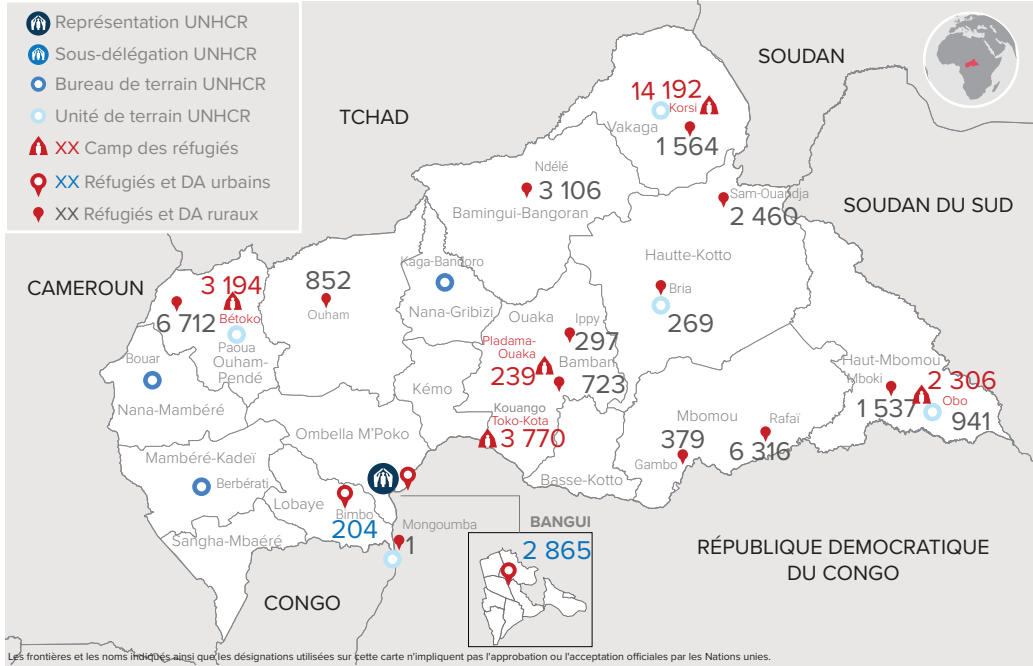 Représentation UNHCR
Sous-délégation UNHCR
Bureau de terrain UNHCR
Unité de terrain UNHCR
XX Camp des réfugiés
XX Réfugiés et DA urbains
XX Réfugiés et DA ruraux
SOUDAN
TCHAD
14 192
Korsi
Vakaga
1 564
Ndélé
3 106
Bamingui-Bangoran
Sam-Ouandja
2 460
SOUDAN DU SUD
Hautte-Kotto
Bria
269
CAMEROUN
3 194
Bétoko
6 712
Paoua
Ouham-
Pendé
852
Ouham
Kaga-Bandoro
Nana-Gribizi
Ouaka
Ippy
297
Pladama-
Ouaka
239
Bambari
723
Bouar
Nana-Mambéré
Kémo
Kouango
Toko-Kota
3 770
Haut-Mbomou
Mboki
1 537
2 306
Obo
941
Mbomou
379
Gambo
Rafaï
6 316
Basse-Kotto
Ombella M'Poko
Mambéré-Kadeï
Berbérati
Lobaye
Bimbo
204
Sangha-Mbaéré
Mongoumba
1
BANGUI
2 865
RÉPUBLIQUE DEMOCRATIQUE
DU CONGO
CONGO
Les frontières et les noms indiqués ainsi que les désignations utilisées sur cette carte n'impliquent pas l'approbation ou l'acceptation officiales par les Nations unies.